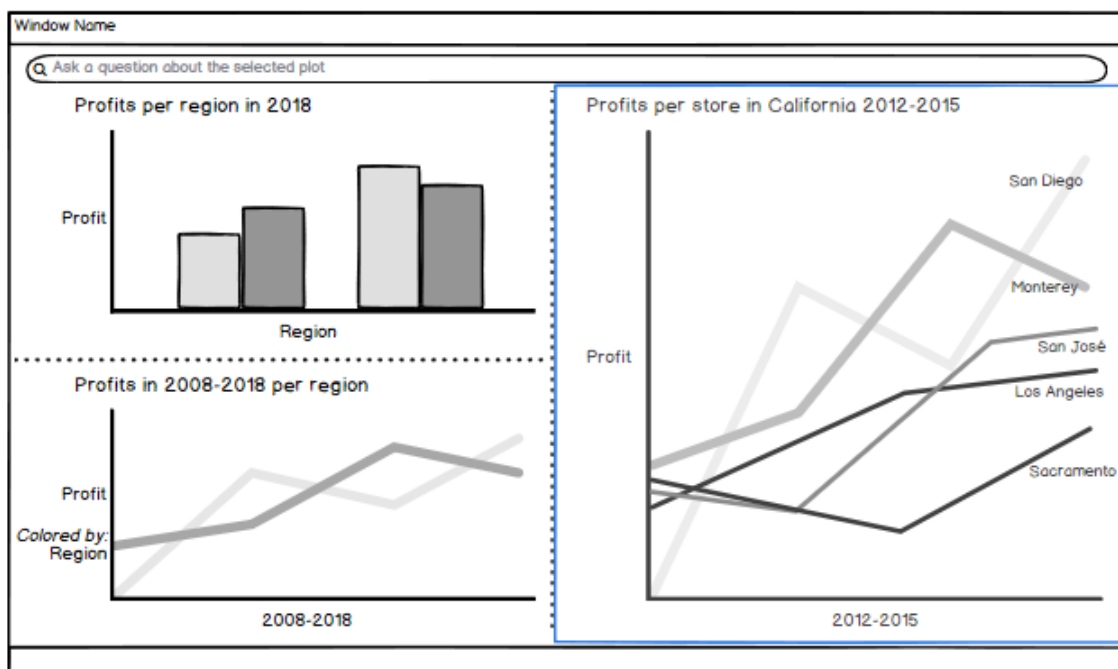 Window Name
Ask a question about the selected plot
Profits per region in 2018
Profit
Region
Profits in 2008-2018 per region
Profit
Colored by:
Region
2008-2018
Profits per store in California 2012-2015
San Diego
Monterey
Profit
San José
Los Angeles
Sacramento
2012-2015